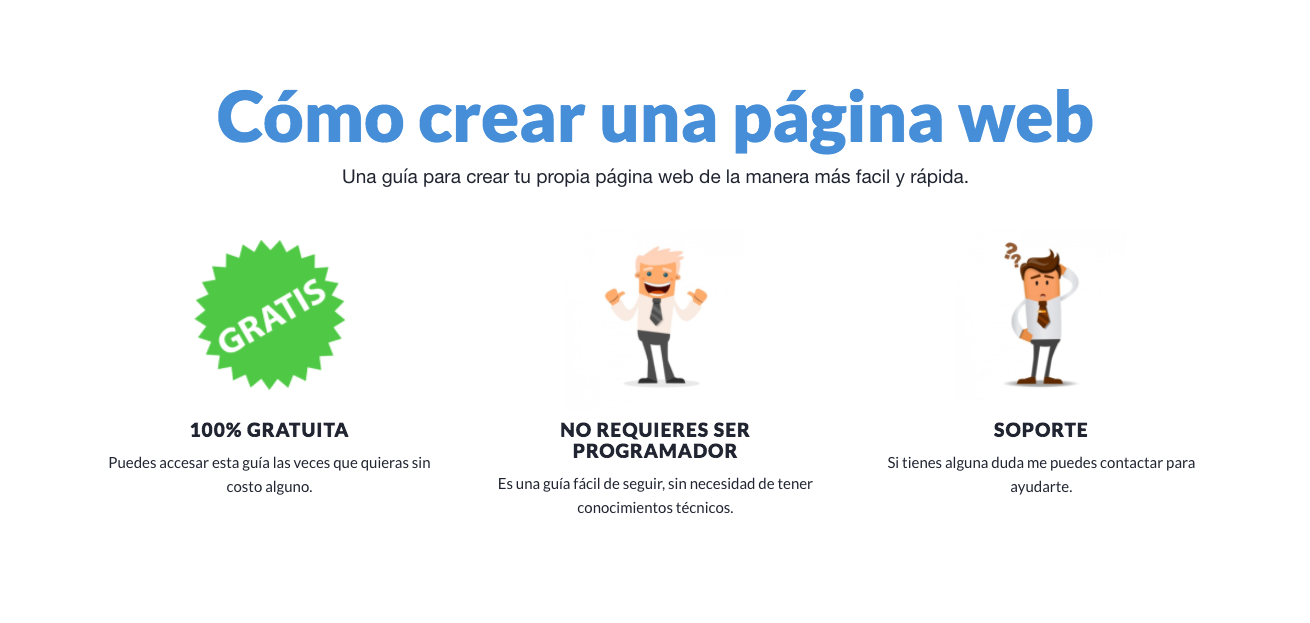 Cómo crear una página web
Una guía para crear tu propia página web de la manera más facil y rápida.
GRATIS
??
100% GRATUITA
Puedes accesar esta guía las veces que quieras sin
costo alguno.
NO REQUIERES SER
PROGRAMADOR
Es una guía fácil de seguir, sin necesidad de tener
conocimientos técnicos.
SOPORTE
Si tienes alguna duda me puedes contactar para
ayudarte.